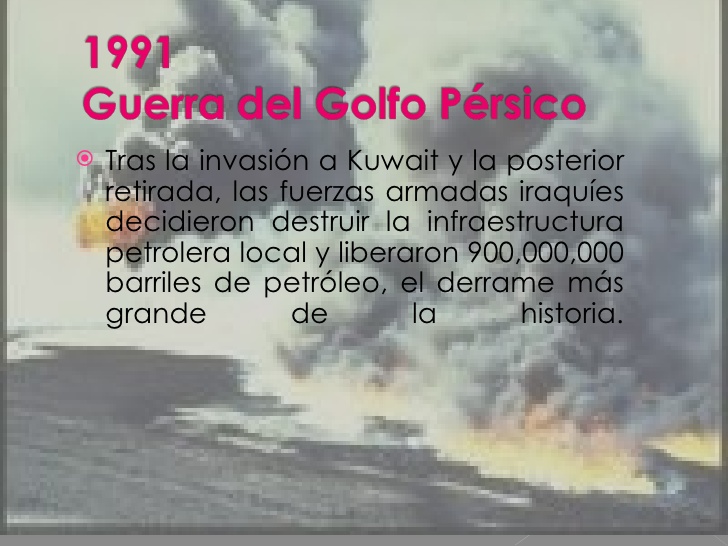 1991
Guerra del Golfo Pérsico
Tras la invasión a Kuwait y la posterior
retirada, las fuerzas armadas iraquíes
decidieron destruir la infraestructura
petrolera local y liberaron 900,000,000
barriles de petróleo, el derrame más
grande de la historia.